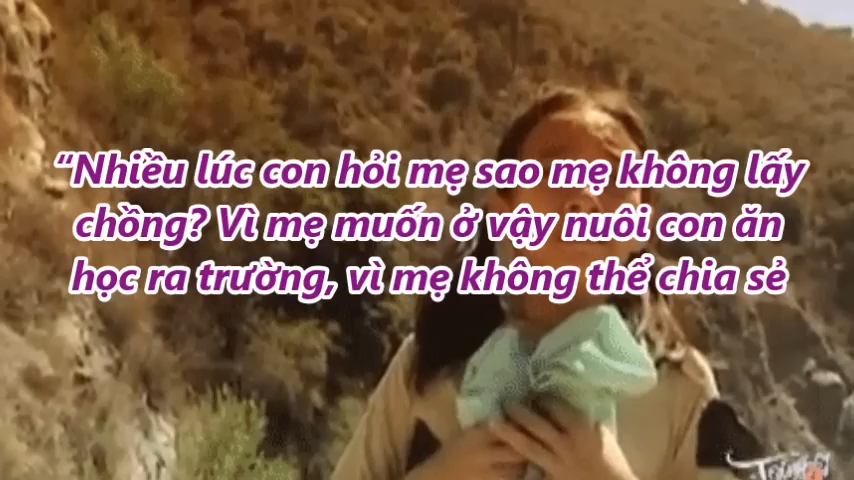 “Nhiều lúc con hỏi mẹ sao mẹ không lấy
chồng? Vì mẹ muốn ở vậy nuôi con ăn
học ra trường, vì mẹ không thể chia sẻ